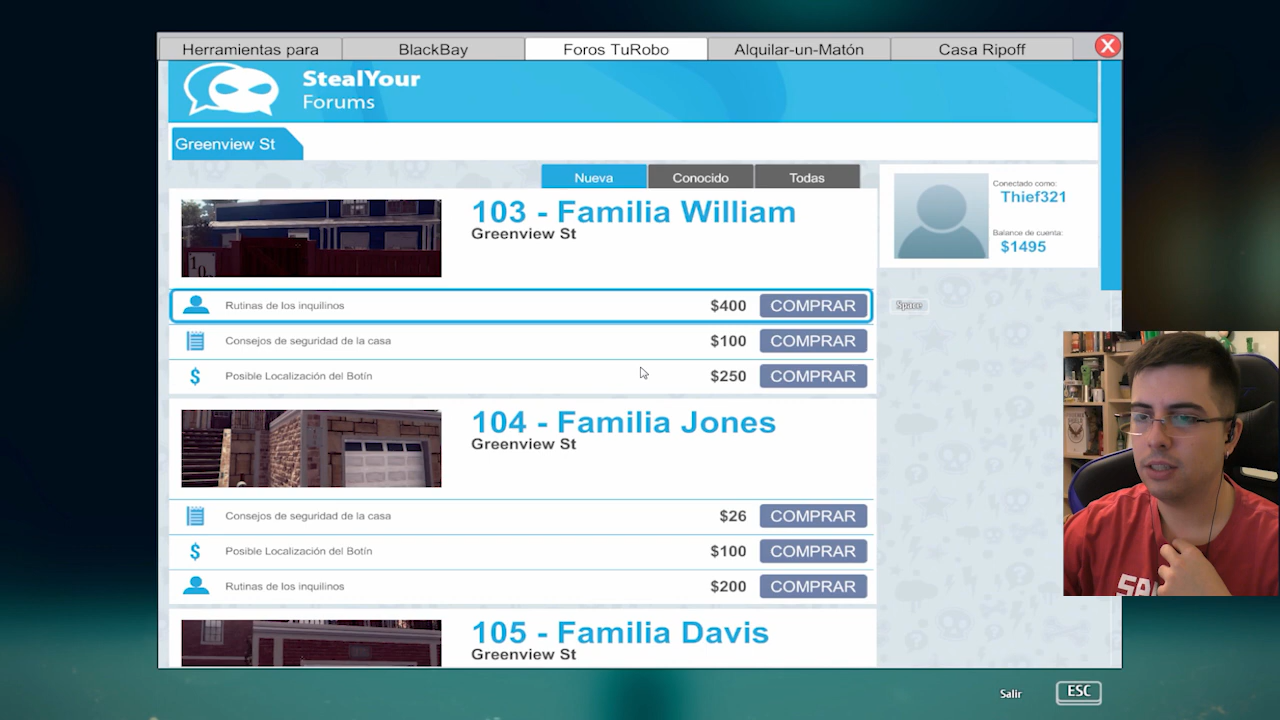 Herramientas para
BlackBay
Foros TuRobo
Alquilar-un-Matón
Casa Ripoff
X
StealYour
Forums
Greenview St
Nueva
Conocido
Todas
Conectado como:
Thief321
Balance de cuenta:
$1495
103 - Familia William
Greenview St
Rutinas de los inquilinos
$400
COMPRAR
Space
Consejos de seguridad de la casa
$100
COMPRAR
Posible Localización del Botín
$250
COMPRAR
104 - Familia Jones
Greenview St
Consejos de seguridad de la casa
$26
COMPRAR
Posible Localización del Botín
$100
COMPRAR
Rutinas de los inquilinos
$200
COMPRAR
105 - Familia Davis
Greenview St
Salir
ESC